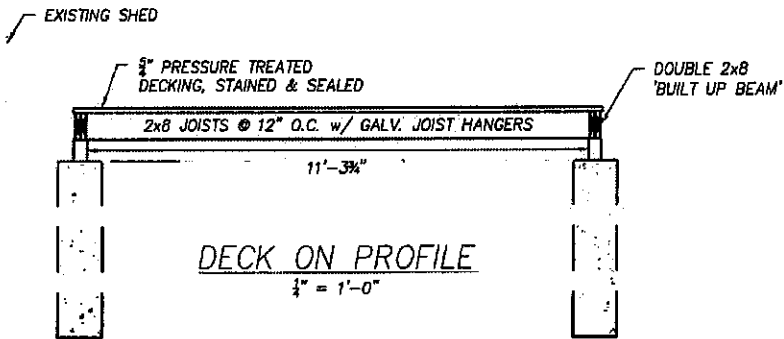 EXISTING SHED
5/4" PRESSURE TREATED
DECKING, STAINED & SEALED
DOUBLE 2x8
'BUILT UP BEAM'
2x8 JOISTS @ 12" O.C. w/ GALV. JOIST HANGERS
11'-3¾"
DECK ON PROFILE
¼" = 1'-0"